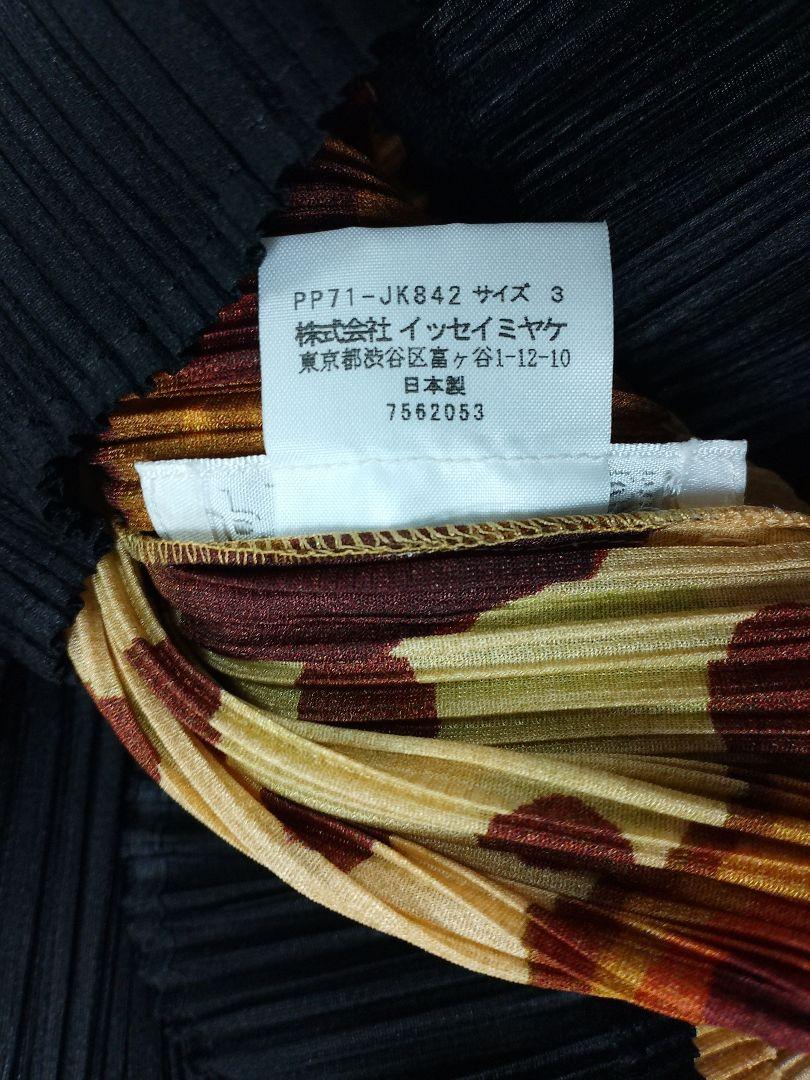 PP71-JK842 サイズ 3
株式会社 イッセイミヤケ
東京都渋谷区富ヶ谷1-12-10
日本製
7562053